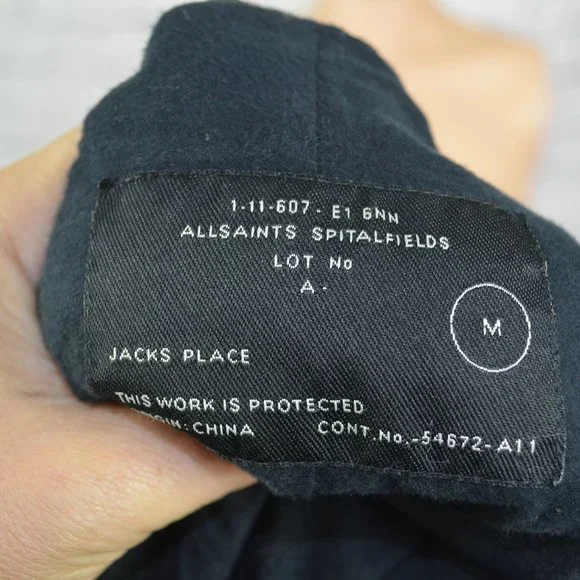 1-11-607- E1 6NN
ALLSAINTS SPITALFIELDS
LOT No
A.
M
JACKS PLACE
THIS WORK IS PROTECTED
CHINA CONT.No.-54672-A11